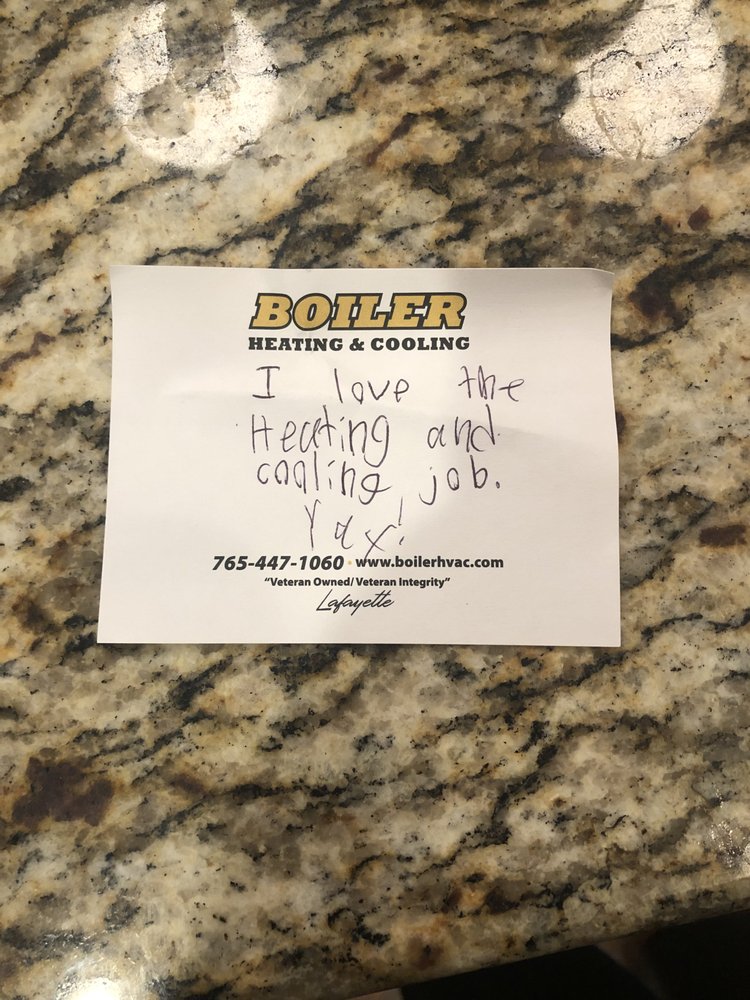 BOILER
HEATING & COOLING
I love the
Heating and
cooling job.
Yay!
765-447-1060 · www.boilerhvac.com
"Veteran Owned/ Veteran Integrity"
Lafayette